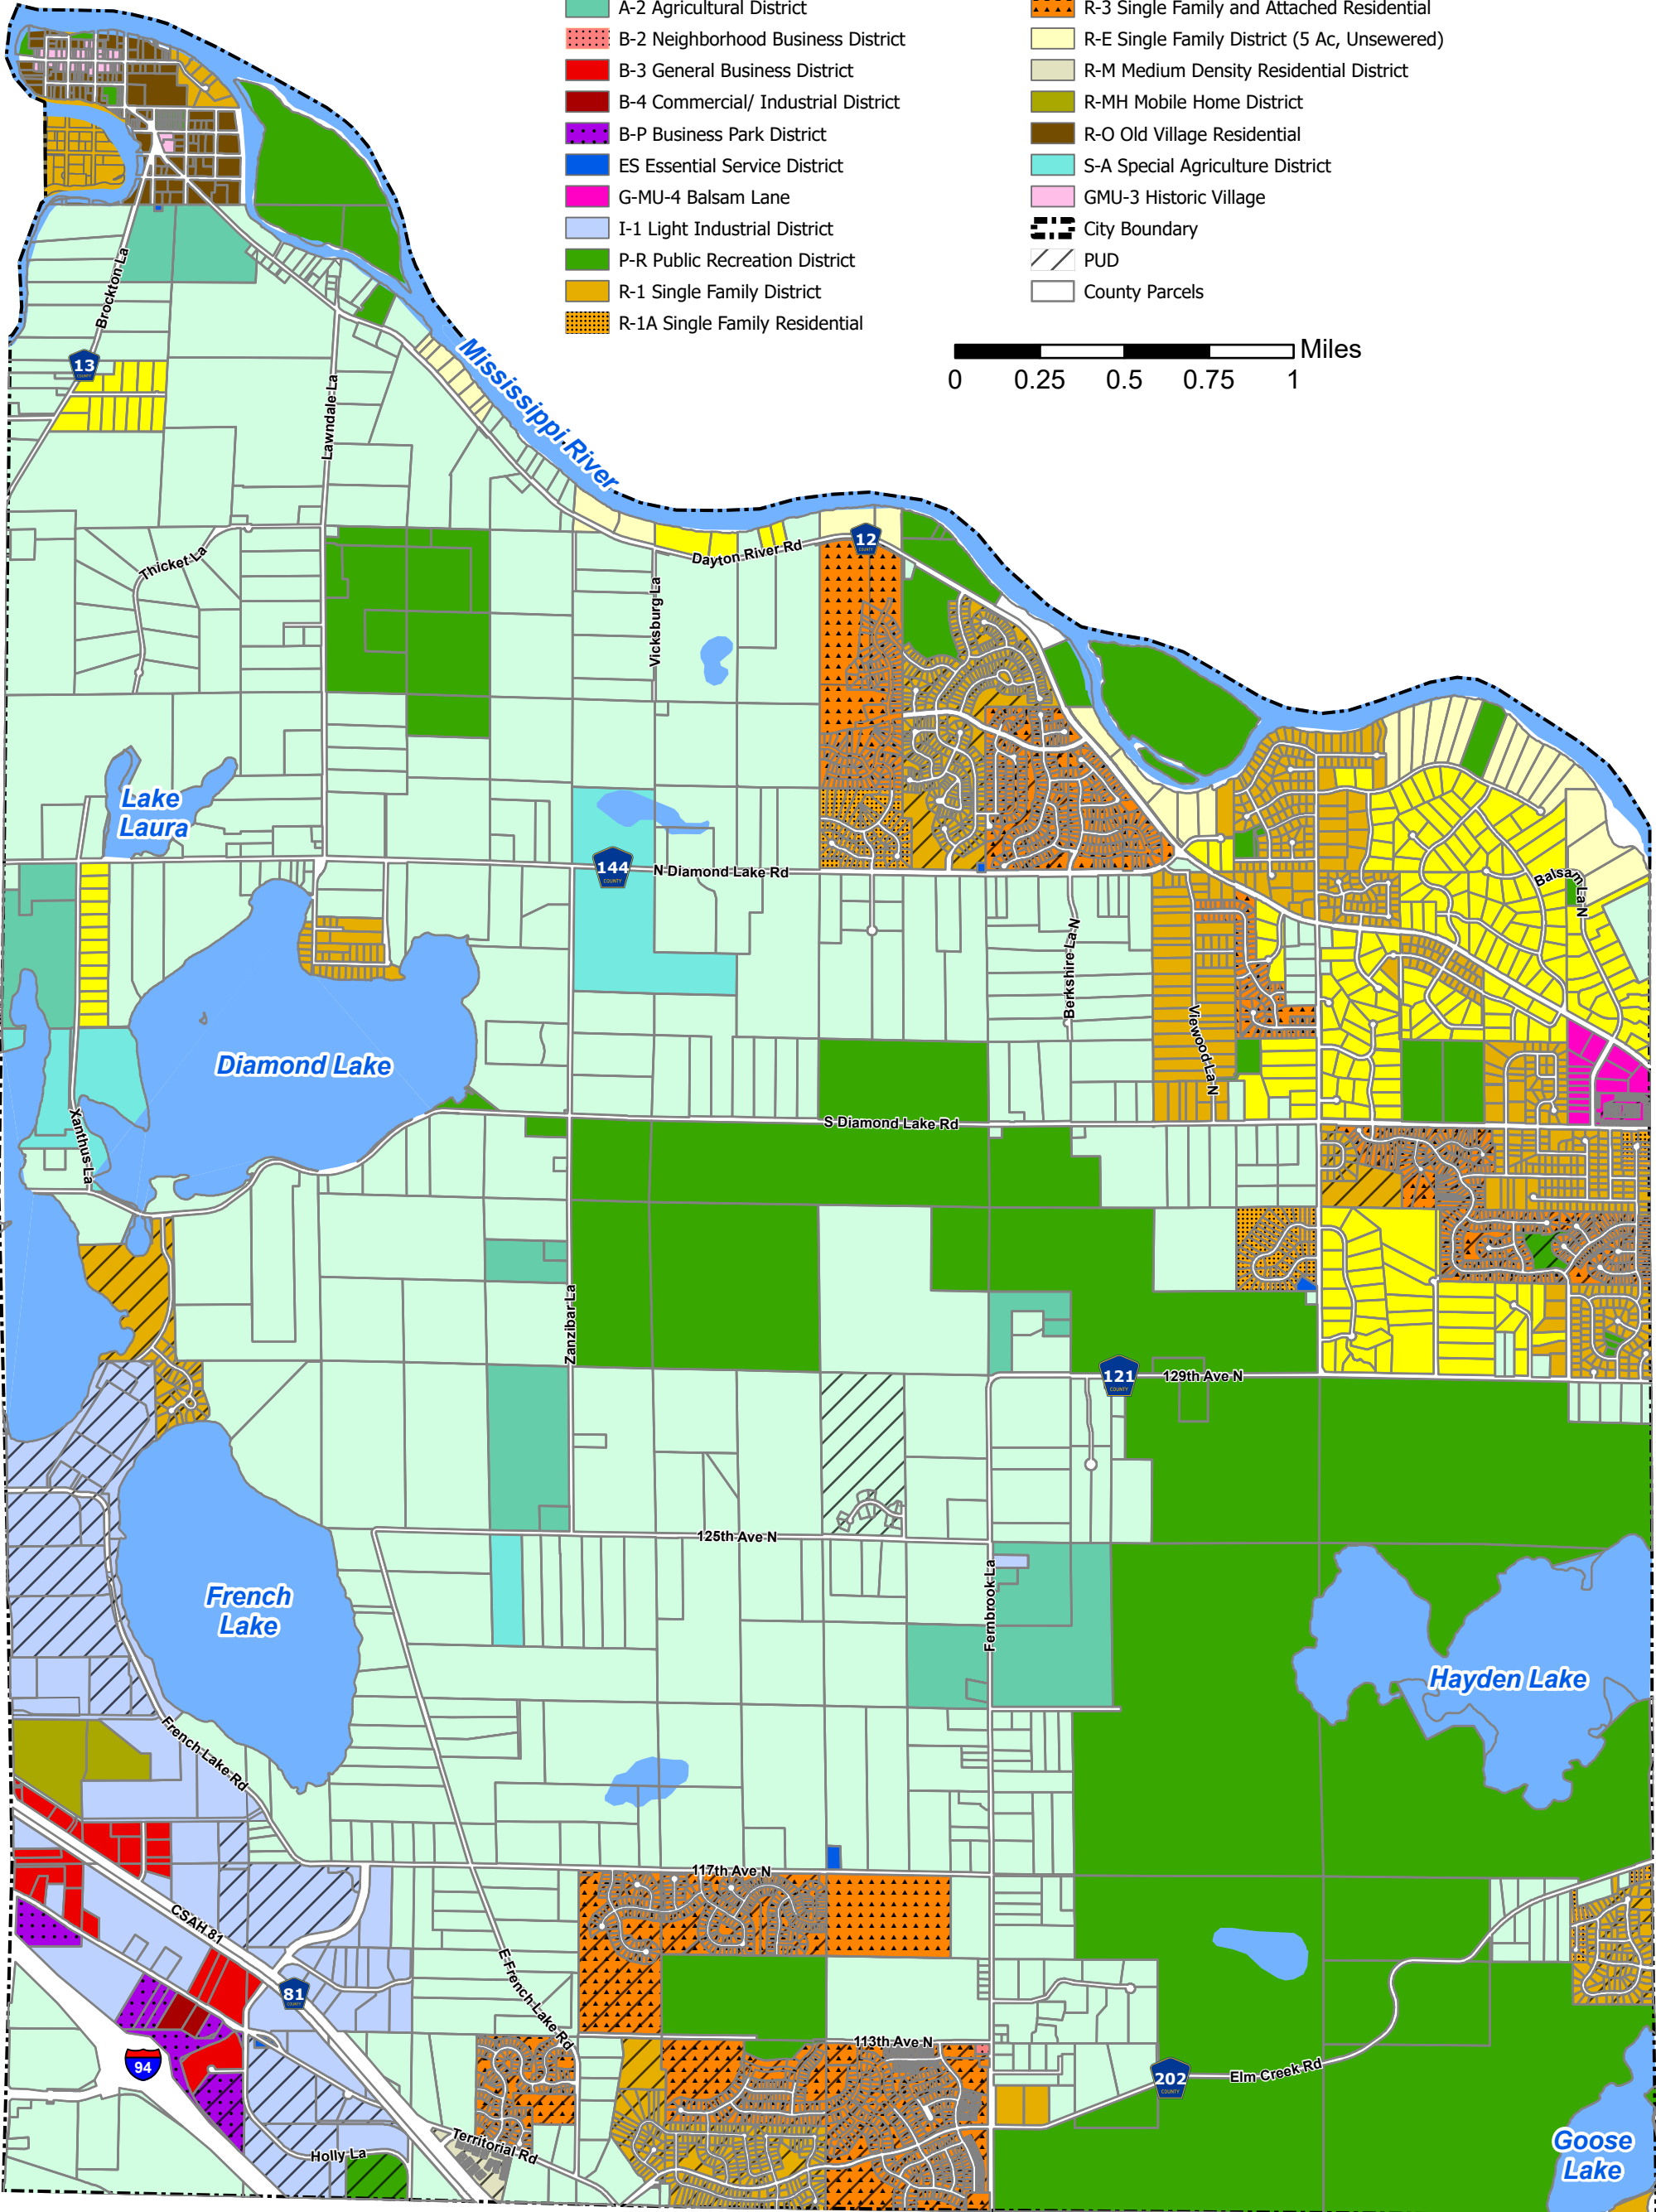 A-2 Agricultural District
B-2 Neighborhood Business District
B-3 General Business District
B-4 Commercial/ Industrial District
B-P Business Park District
ES Essential Service District
G-MU-4 Balsam Lane
I-1 Light Industrial District
P-R Public Recreation District
R-1 Single Family District
R-1A Single Family Residential
R-3 Single Family and Attached Residential
R-E Single Family District (5 Ac, Unsewered)
R-M Medium Density Residential District
R-MH Mobile Home District
R-O Old Village Residential
S-A Special Agriculture District
GMU-3 Historic Village
City Boundary
PUD
County Parcels
Miles
0 0.25 0.5 0.75 1
Brockton La
13
COUNTY
Lawndale La
Mississippi River
Thicket La
Vicksburg La
Dayton River Rd
12
COUNTY
Lake
Laura
144
COUNTY
N Diamond Lake Rd
Balsam La N
Berkshire La N
Viewood La N
Diamond Lake
Xanthus La
S Diamond Lake Rd
Zanzibar La
121
COUNTY
129th Ave N
125th Ave N
French
Lake
Fernbrook La
Hayden Lake
French Lake Rd
117th Ave N
CSAH 81
81
COUNTY
E French Lake Rd
94
113th Ave N
202
COUNTY
Elm Creek Rd
Territorial Rd
Holly La
Goose
Lake